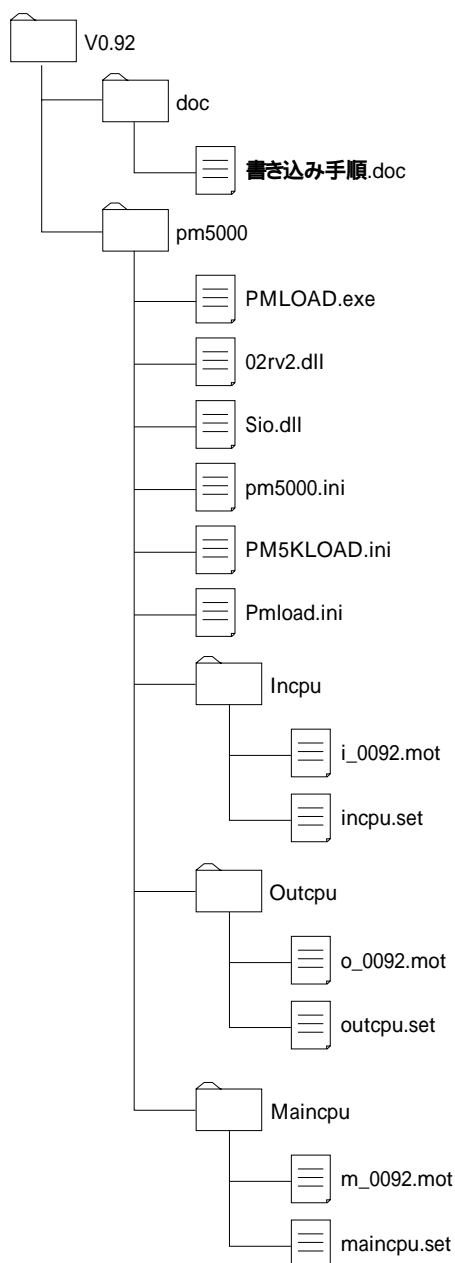 V0.92
doc
書き込み手順.doc
pm5000
PMLOAD.exe
02rv2.dll
Sio.dll
pm5000.ini
PM5KLOAD.ini
Pmload.ini
Incpu
i_0092.mot
incpu.set
Outcpu
o_0092.mot
outcpu.set
Maincpu
m_0092.mot
maincpu.set